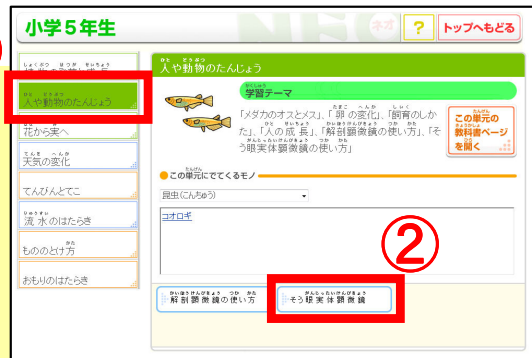 小学5年生
ネオ
?
トップへもどる
人や動物のたんじょう
花から実へ
天気の変化
てんびんとてこ
流水のはたらき
もののとけ方
おもりのはたらき
人や動物のたんじょう
学習テーマ
「メダカのオスとメス」、「卵の変化」、「飼育のしか
た」、「人の成長」、「解剖顕微鏡の使い方」、「そ
う眼実体顕微鏡の使い方」
この単元の
教科書ページ
を開く
この単元にでてくるモノ
昆虫(こんちゅう)
コオロギ
②
解剖顕微鏡の使い方
そう眼実体顕微鏡